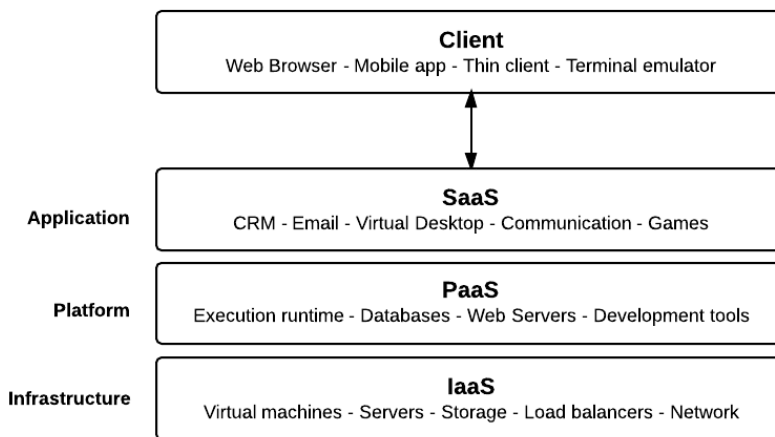 Client
Web Browser - Mobile app - Thin client - Terminal emulator
Application
SaaS
CRM - Email - Virtual Desktop - Communication - Games
Platform
PaaS
Execution runtime - Databases - Web Servers - Development tools
Infrastructure
IaaS
Virtual machines - Servers - Storage - Load balancers - Network